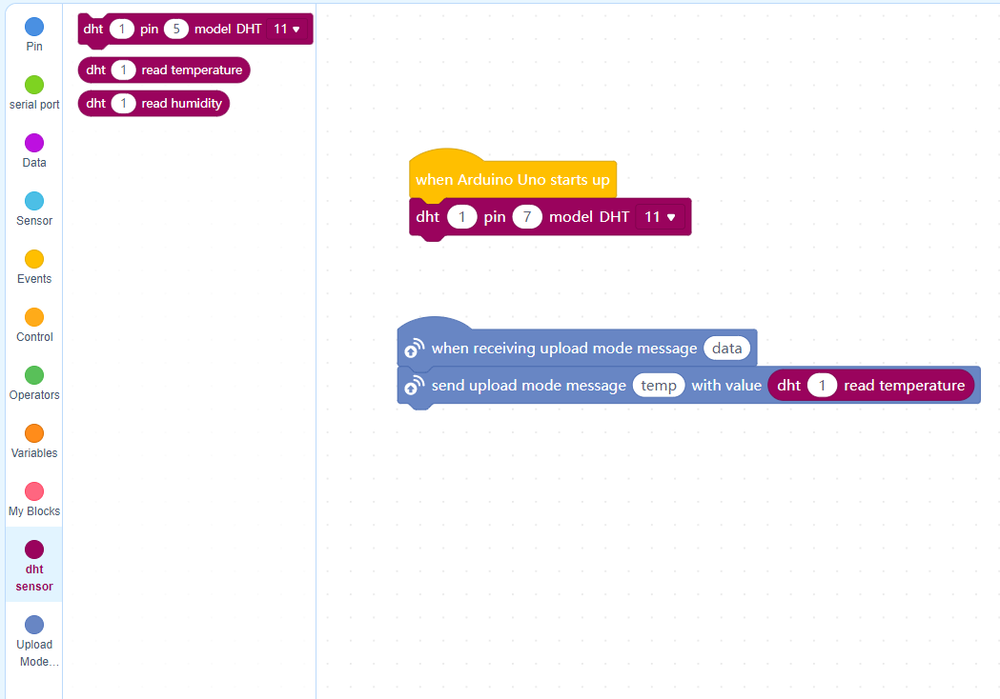 Pin
serial port
Data
Sensor
Events
Control
Operators
Variables
My Blocks
dht
sensor
Upload
Mode...
dht 1 pin 5 model DHT 11
dht 1 read temperature
dht 1 read humidity
when Arduino Uno starts up
dht 1 pin 7 model DHT 11
when receiving upload mode message data
send upload mode message temp with value dht 1 read temperature